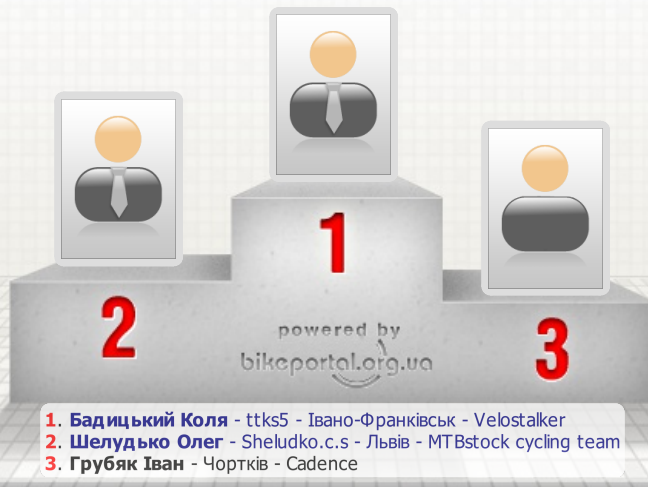 1
2
3
powered by
bikeportal.org.ua
1. Бадицький Коля - ttks5 - Івано-Франківськ - Velostalker
2. Шелудько Олег - Sheludko.c.s - Львів - MTBstock cycling team
3. Грубяк Іван - Чортків - Cadence